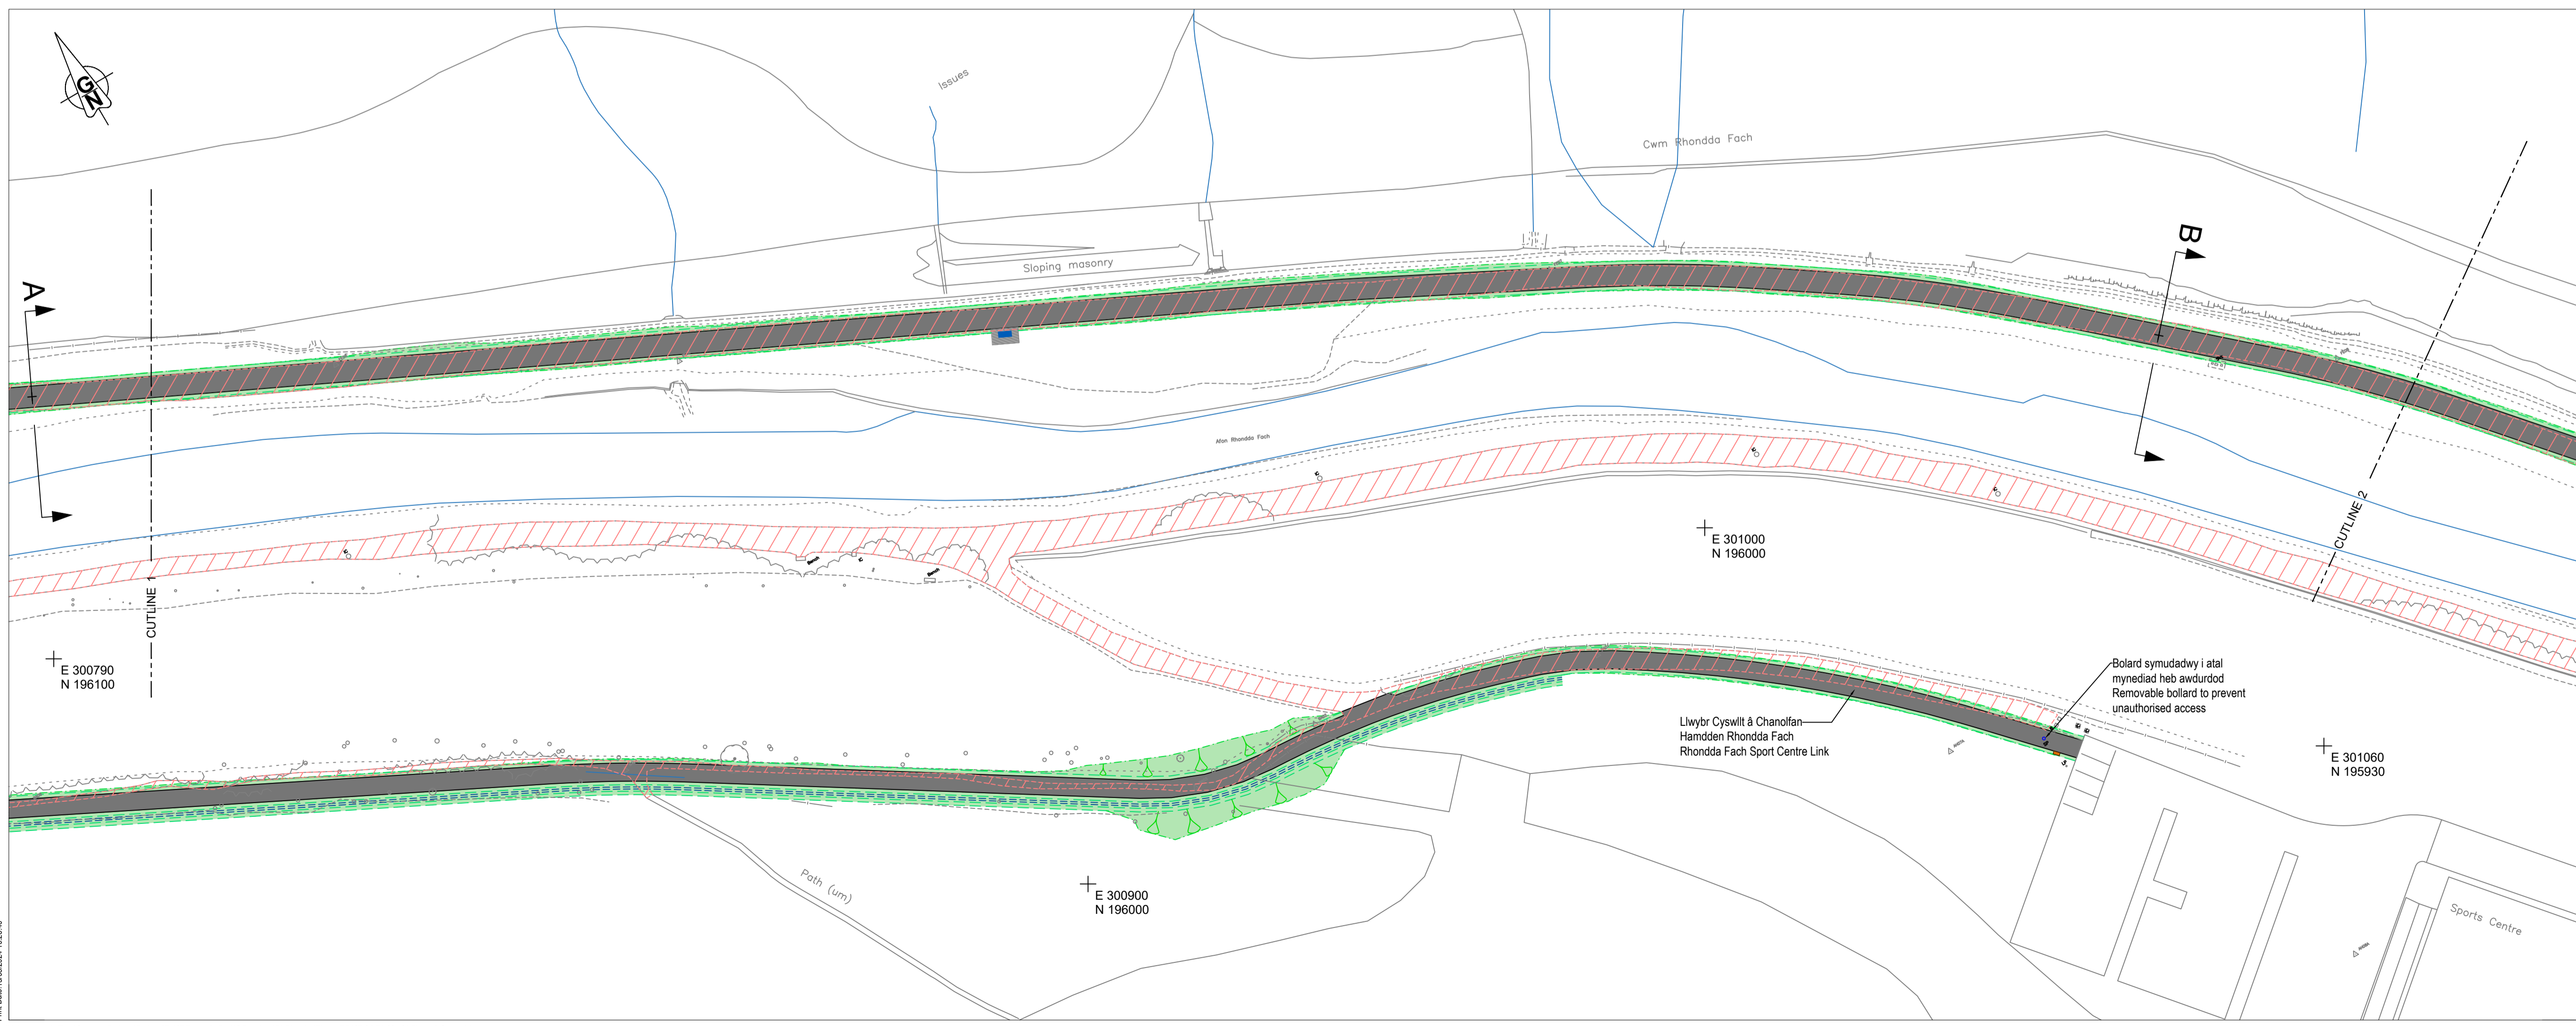 GN
Issues
Cwm Rhondda Fach
Sloping masonry
A
B
Afon Rhondda Fach
CUTLINE 1
CUTLINE 2
E 301000
N 196000
Bench
Bench
E 300790
N 196100
Bolard symudadwy i atal
mynediad heb awdurdod
Removable bollard to prevent
unauthorised access
Llwybr Cyswllt â Chanolfan
Hamdden Rhondda Fach
Rhondda Fach Sport Centre Link
E 301060
N 195930
Path (um)
E 300900
N 196000
Sports Centre